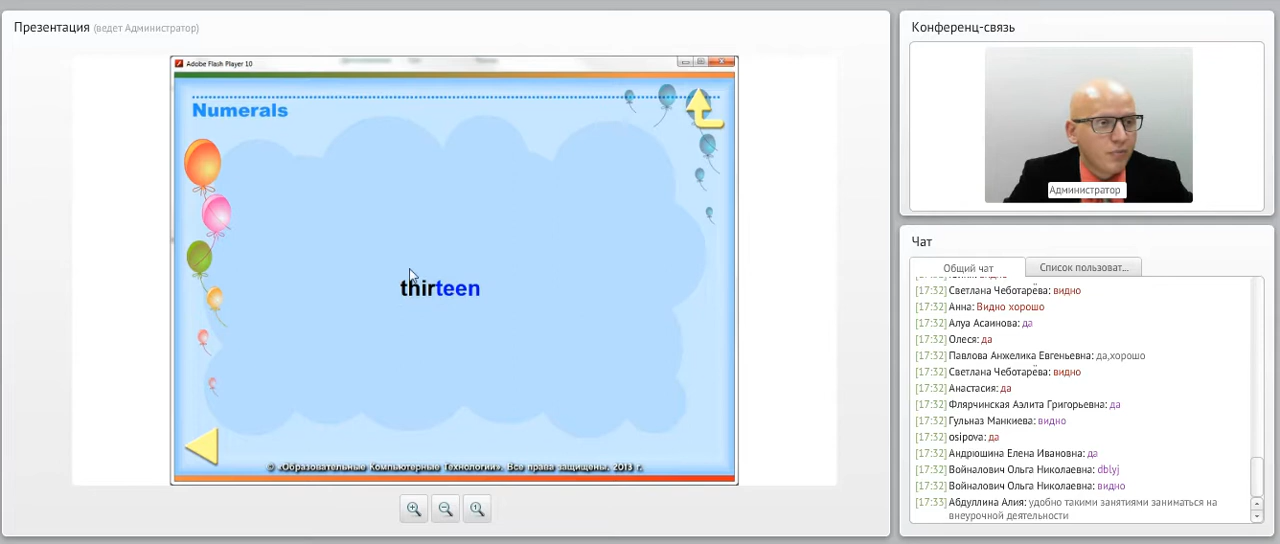 Презентация (ведет Администратор)
Adobe Flash Player 10
Numerals
thirteen
© «Образовательные Компьютерные Технологии». Все права защищены. 2013 г.
Конференц-связь
Администратор
Чат
Общий чат
Список пользоват...
[17:32] Светлана Чеботарёва: видно
[17:32] Анна: Видно хорошо
[17:32] Алуа Асаинова: да
[17:32] Олеся: да
[17:32] Павлова Анжелика Евгеньевна: да,хорошо
[17:32] Светлана Чеботарёва: видно
[17:32] Анастасия: да
[17:32] Флярчинская Аэлита Григорьевна: да
[17:32] Гульназ Манкиева: видно
[17:32] osipova: да
[17:32] Андрюшина Елена Ивановна: да
[17:32] Войналович Ольга Николаевна: dblyj
[17:32] Войналович Ольга Николаевна: видно
[17:33] Абдуллина Алия: удобно такими занятиями заниматься на
внеурочной деятельности